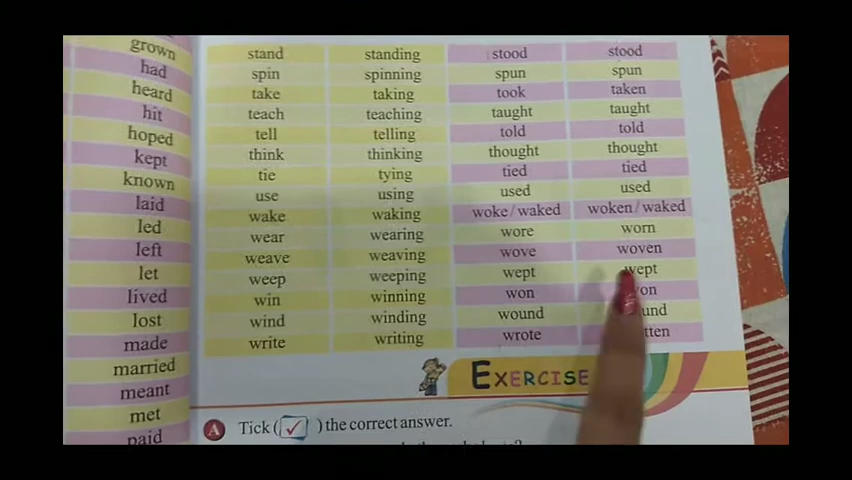 grown
had
heard
hit
hoped
kept
known
laid
led
left
let
lived
lost
made
married
meant
met
paid
stand standing stood stood
spin spinning spun spun
take taking took taken
teach teaching taught taught
tell telling told told
think thinking thought thought
tie tying tied tied
use using used used
wake waking woke/waked woken/waked
wear wearing wore worn
weave weaving wove woven
weep weeping wept wept
win winning won
wind winding wound
write writing wrote
EXERCISE
A Tick ( ✓ ) the correct answer.